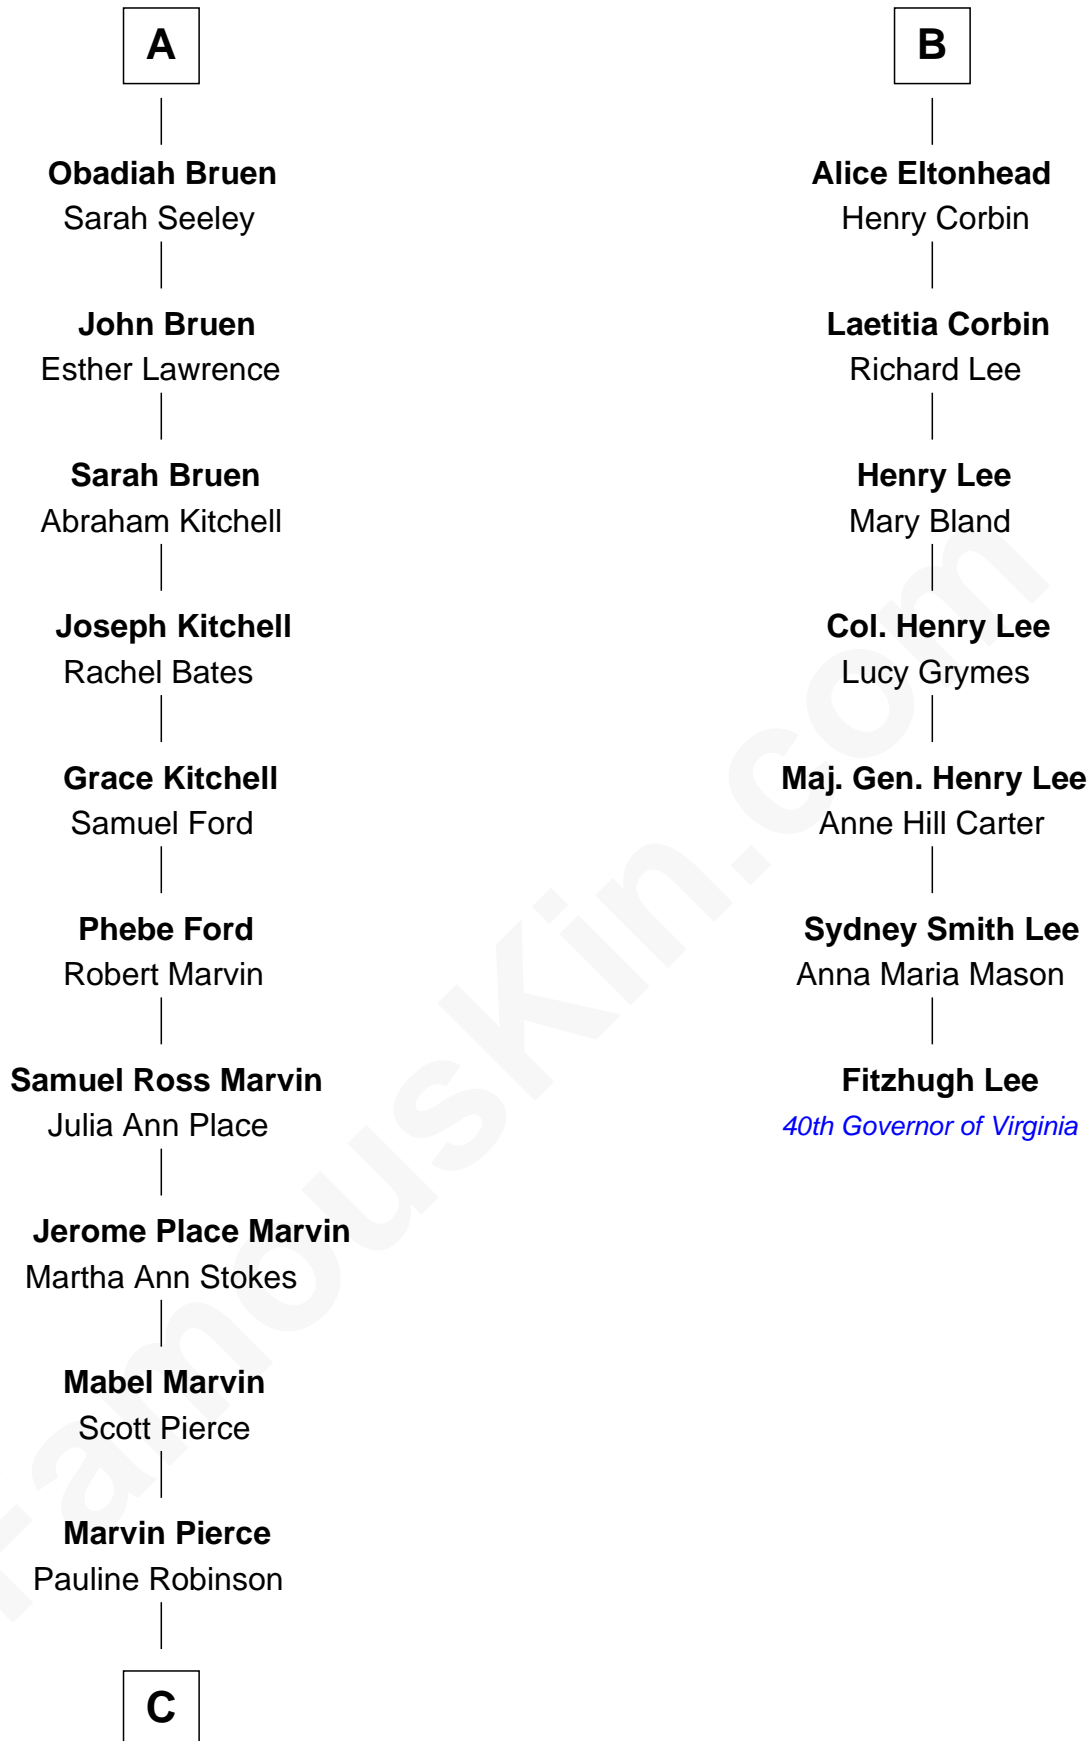 A
Obadiah Bruen
Sarah Seeley
John Bruen
Esther Lawrence
Sarah Bruen
Abraham Kitchell
Joseph Kitchell
Rachel Bates
Grace Kitchell
Samuel Ford
Phebe Ford
Robert Marvin
Samuel Ross Marvin
Julia Ann Place
Jerome Place Marvin
Martha Ann Stokes
Mabel Marvin
Scott Pierce
Marvin Pierce
Pauline Robinson
C
B
Alice Eltonhead
Henry Corbin
Laetitia Corbin
Richard Lee
Henry Lee
Mary Bland
Col. Henry Lee
Lucy Grymes
Maj. Gen. Henry Lee
Anne Hill Carter
Sydney Smith Lee
Anna Maria Mason
Fitzhugh Lee
40th Governor of Virginia
FamousKin.com